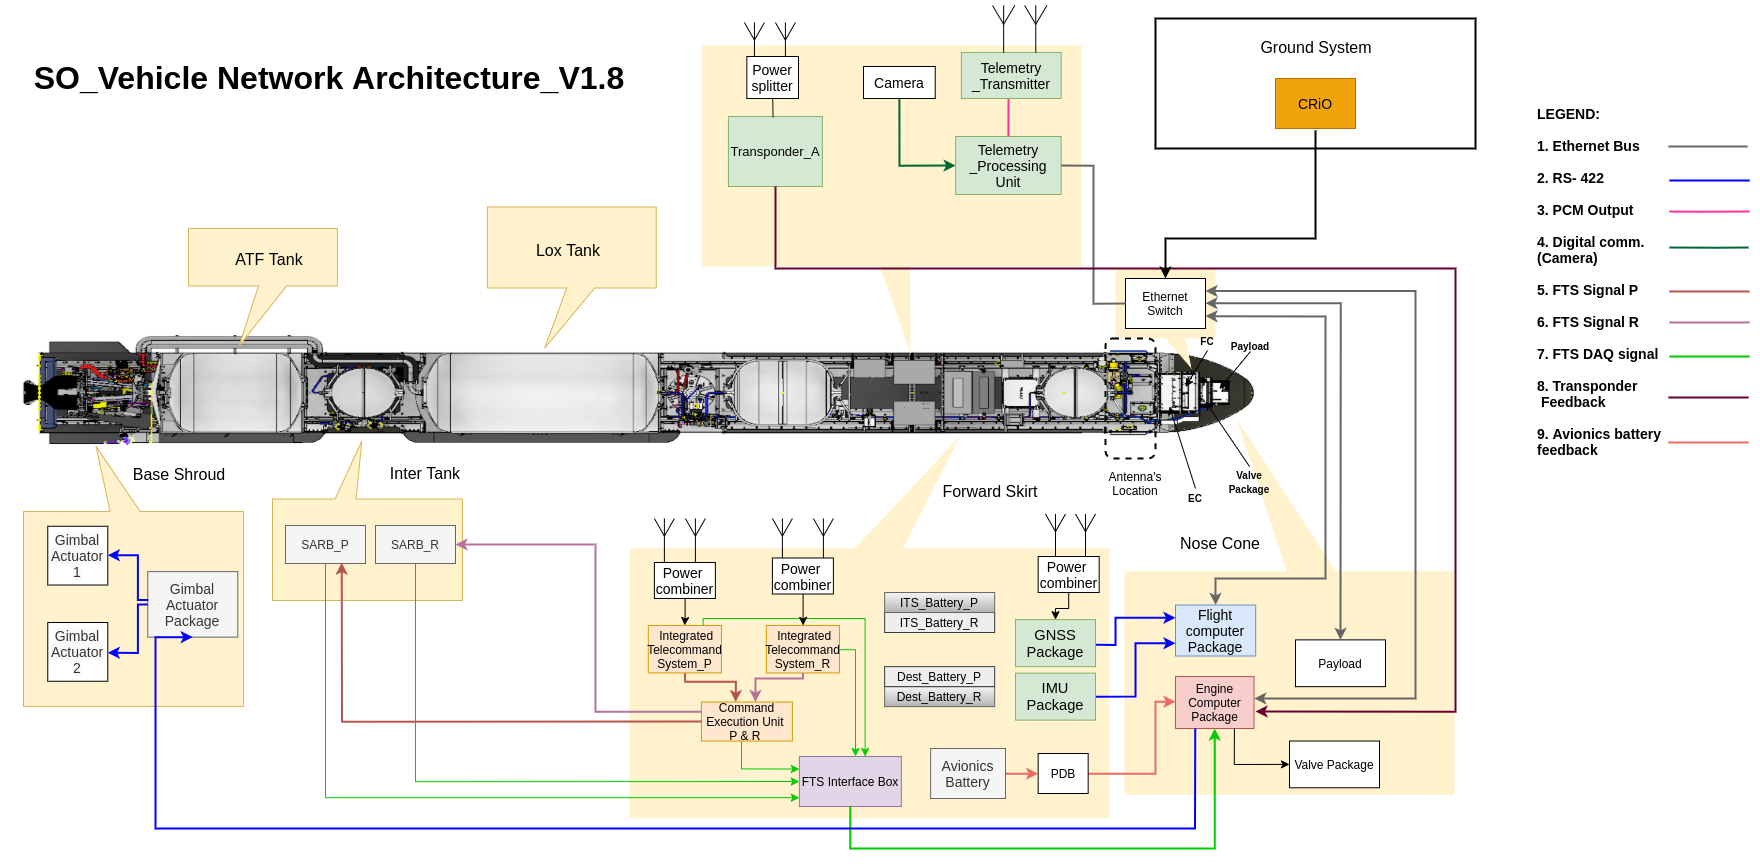 SO_Vehicle Network Architecture_V1.8
Power
splitter
Camera
Telemetry
_Transmitter
Transponder_A
Telemetry
_Processing
Unit
Ground System
CRiO
LEGEND:
1. Ethernet Bus
2. RS- 422
3. PCM Output
4. Digital comm.
(Camera)
5. FTS Signal P
6. FTS Signal R
7. FTS DAQ signal
8. Transponder
Feedback
9. Avionics battery
feedback
ATF Tank
Lox Tank
Ethernet
Switch
FC
Payload
Base Shroud
Inter Tank
Forward Skirt
Antenna's
Location
EC
Valve
Package
Nose Cone
Gimbal
Actuator
1
Gimbal
Actuator
Package
Gimbal
Actuator
2
SARB_P
SARB_R
Power
combiner
Power
combiner
Power
combiner
Integrated
Telecommand
System_P
Integrated
Telecommand
System_R
Command
Execution Unit
P & R
FTS Interface Box
ITS_Battery_P
ITS_Battery_R
Dest_Battery_P
Dest_Battery_R
GNSS
Package
IMU
Package
Avionics
Battery
PDB
Flight
computer
Package
Payload
Engine
Computer
Package
Valve Package